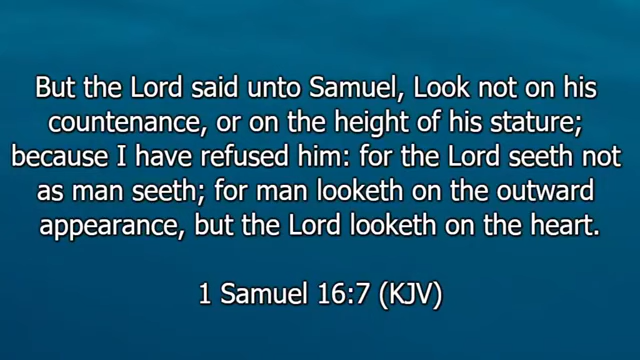 But the Lord said unto Samuel, Look not on his
countenance, or on the height of his stature;
because I have refused him: for the Lord seeth not
as man seeth; for man looketh on the outward
appearance, but the Lord looketh on the heart.
1 Samuel 16:7 (KJV)